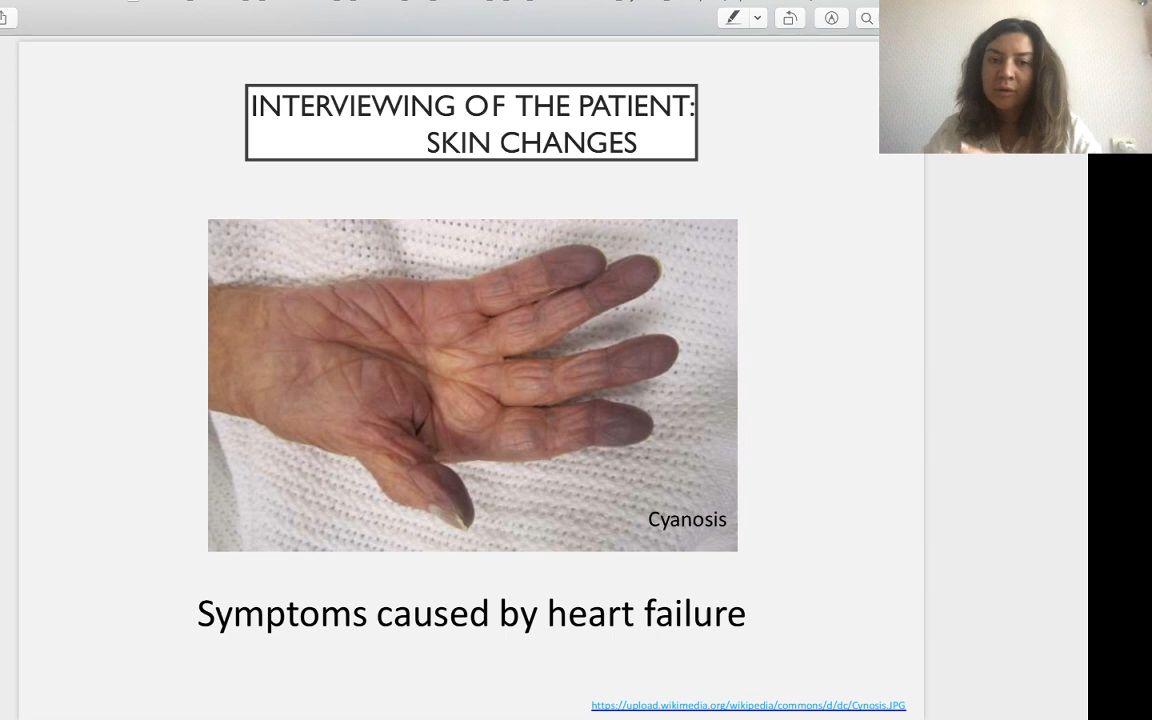 INTERVIEWING OF THE PATIENT:
SKIN CHANGES
Cyanosis
Symptoms caused by heart failure
https://upload.wikimedia.org/wikipedia/commons/d/dc/Cynosis.JPG